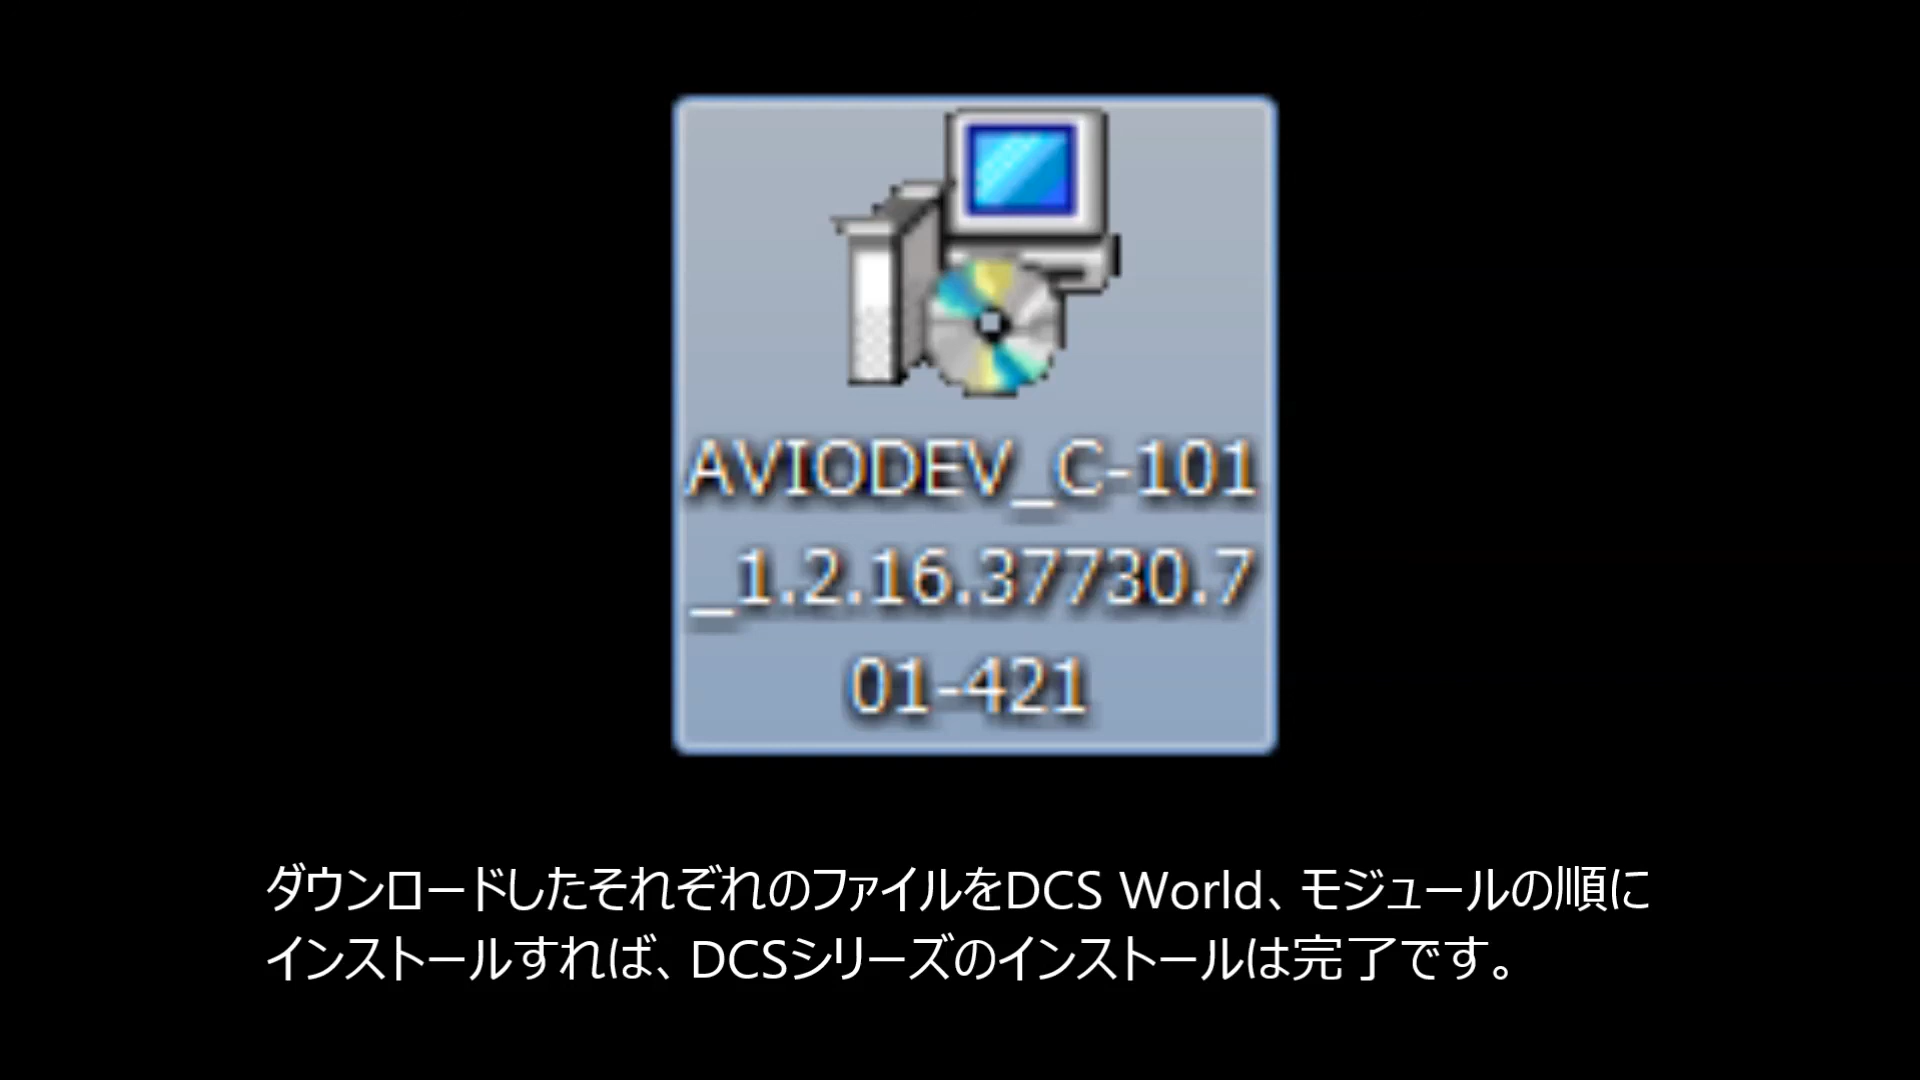 AVIODEV_C-101
_1.2.16.37730.7
01-421
ダウンロードしたそれぞれのファイルをDCS World、モジュールの順に
インストールすれば、DCSシリーズのインストールは完了です。